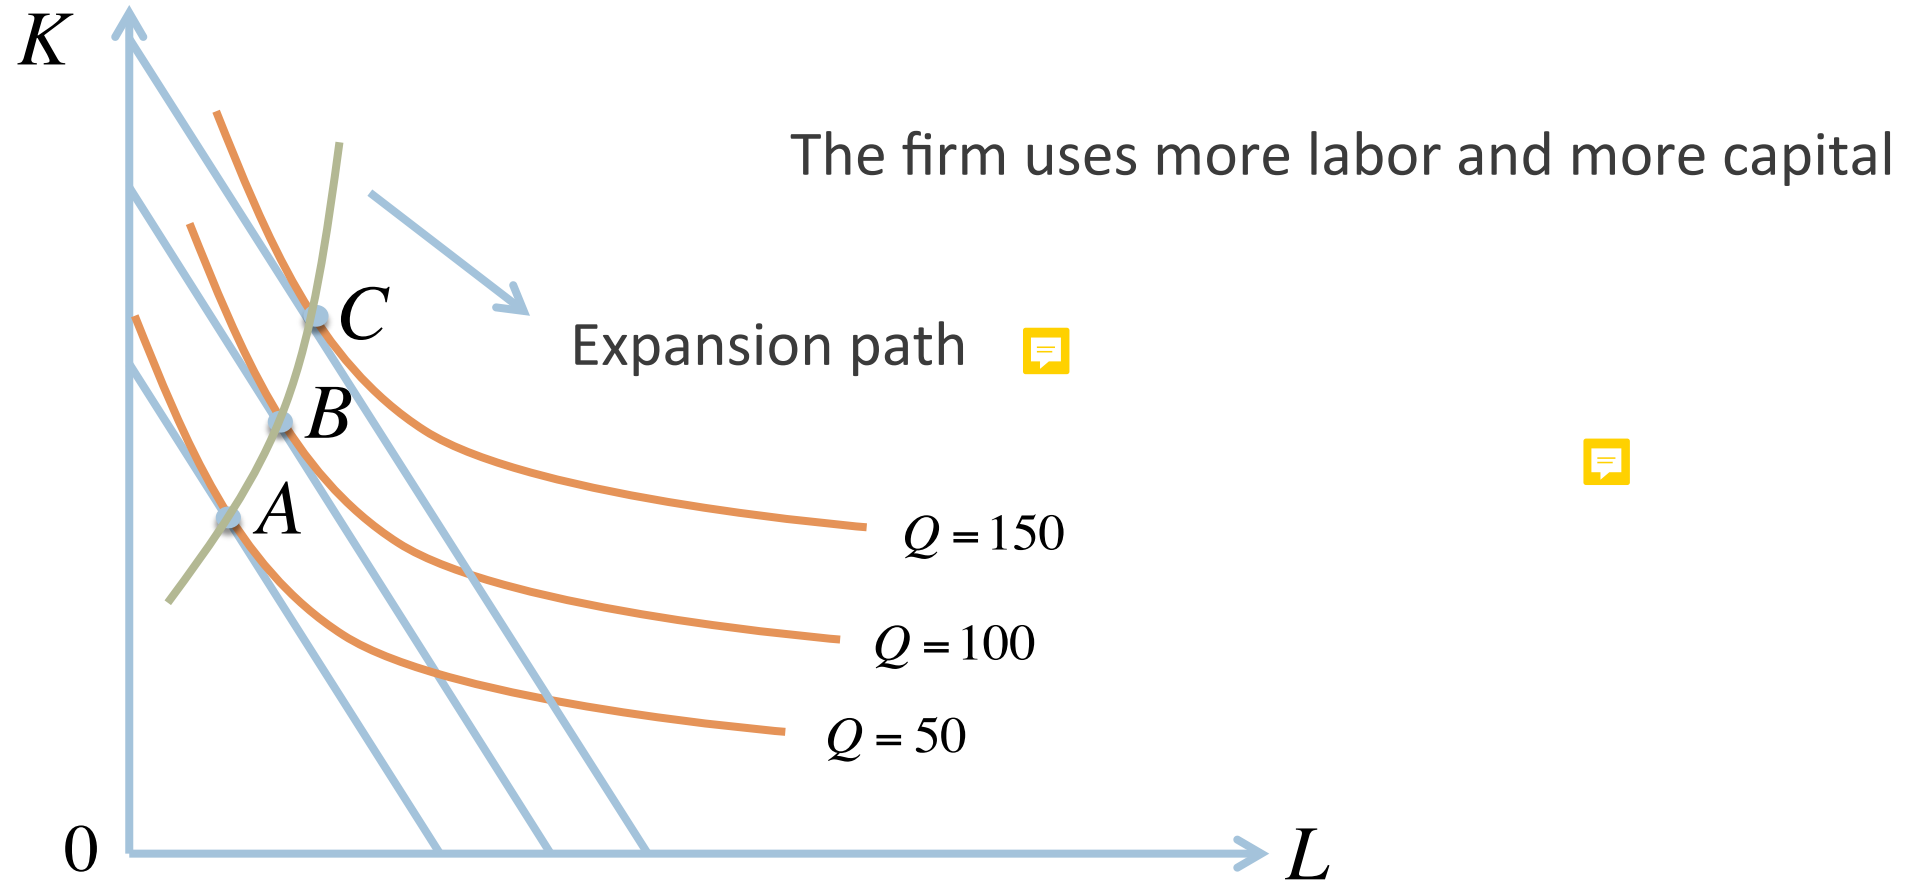 K
The firm uses more labor and more capital
C
Expansion path
B
A
Q = 150
Q = 100
Q = 50
0
L